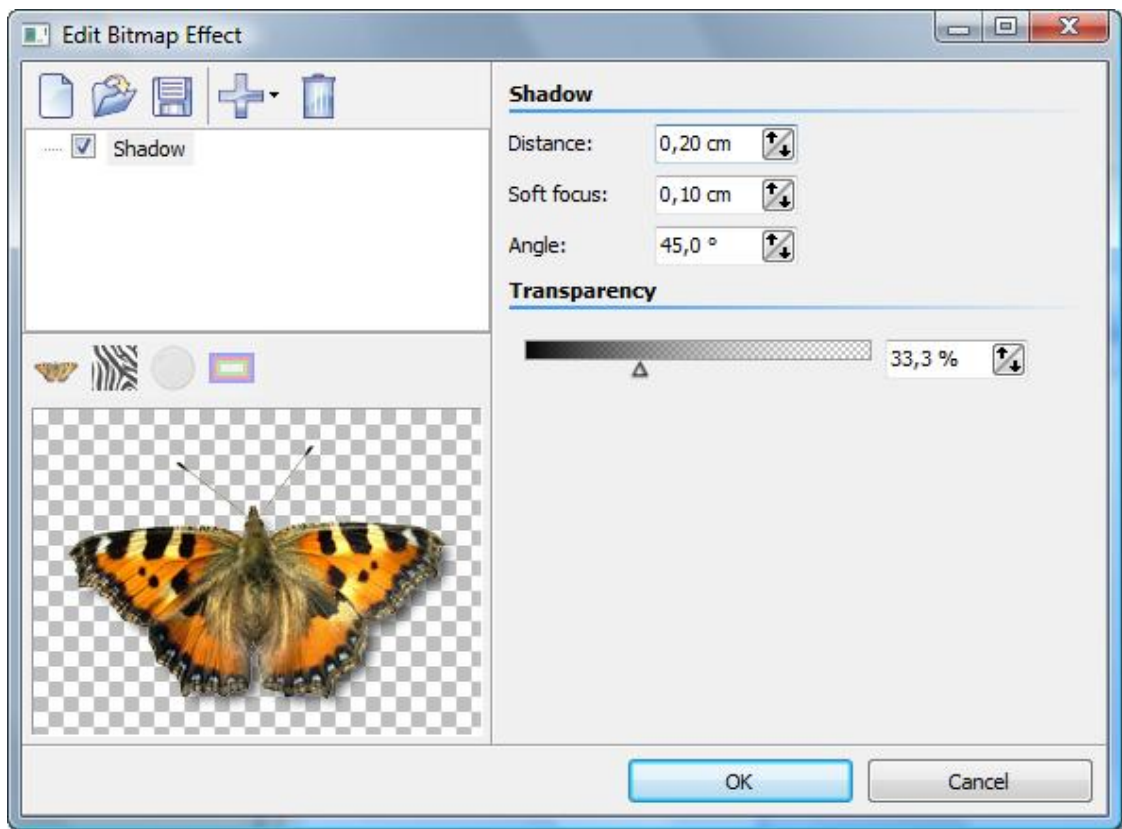 Edit Bitmap Effect
Shadow
Shadow
Distance: 0,20 cm
Soft focus: 0,10 cm
Angle: 45,0 °
Transparency
33,3 %
OK Cancel